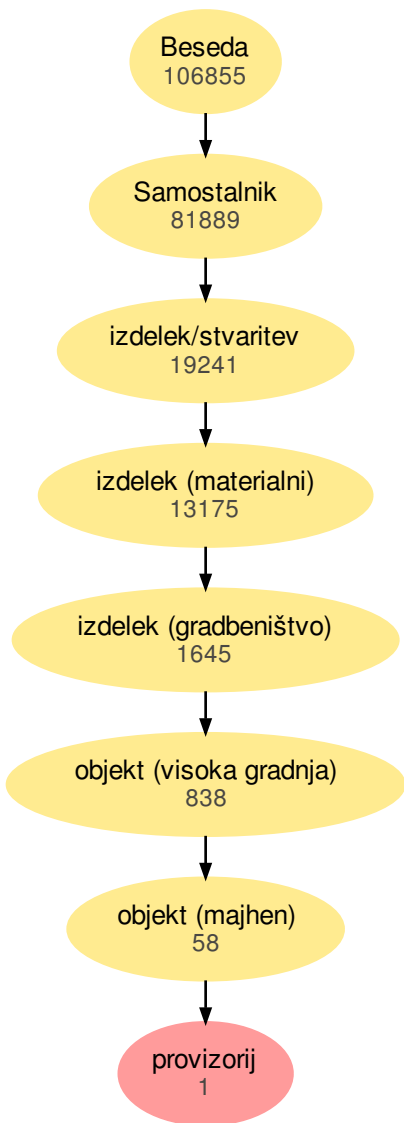 Beseda
106855
Samostalnik
81889
izdelek/stvaritev
19241
izdelek (materialni)
13175
izdelek (gradbeništvo)
1645
objekt (visoka gradnja)
838
objekt (majhen)
58
provizorij
1